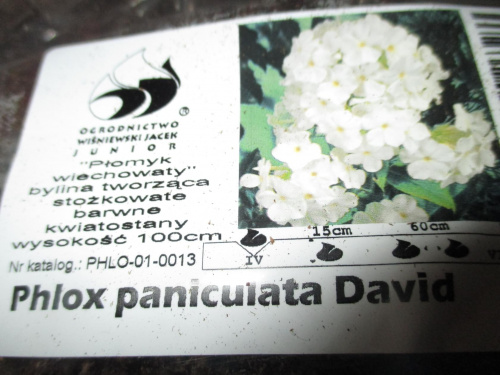 ®
OGRODNICTWO
WIŚNIEWSKI JACEK
JUNIOR
"Płomyk
wiechowaty"
bylina tworząca
stożkowate
barwne
kwiatostany
wysokość 100cm
15cm 60cm
IV
Nr katalog.: PHLO-01-0013
Phlox paniculata David